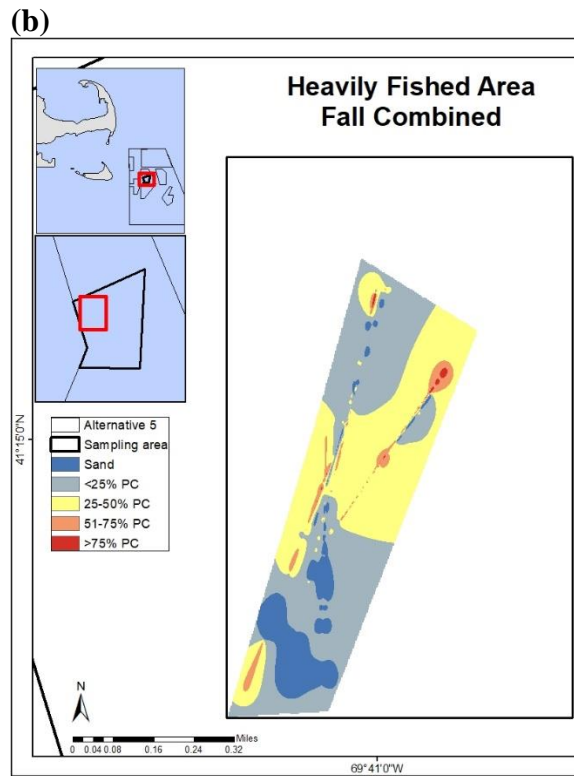 (b)
Heavily Fished Area
Fall Combined
Alternative 5
Sampling area
Sand
<25% PC
25-50% PC
51-75% PC
>75% PC
41°15'0"N
N
Miles
0 0.04 0.08 0.16 0.24 0.32
69°41'0"W